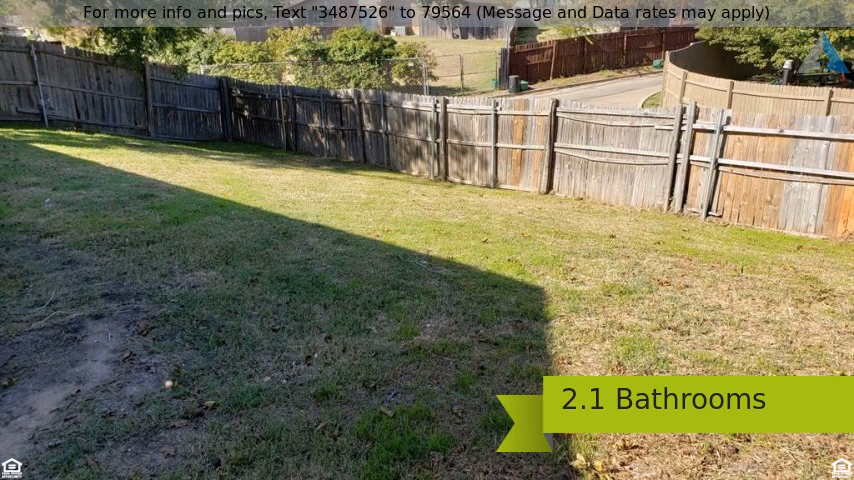 For more info and pics, Text "3487526" to 79564 (Message and Data rates may apply)
2.1 Bathrooms